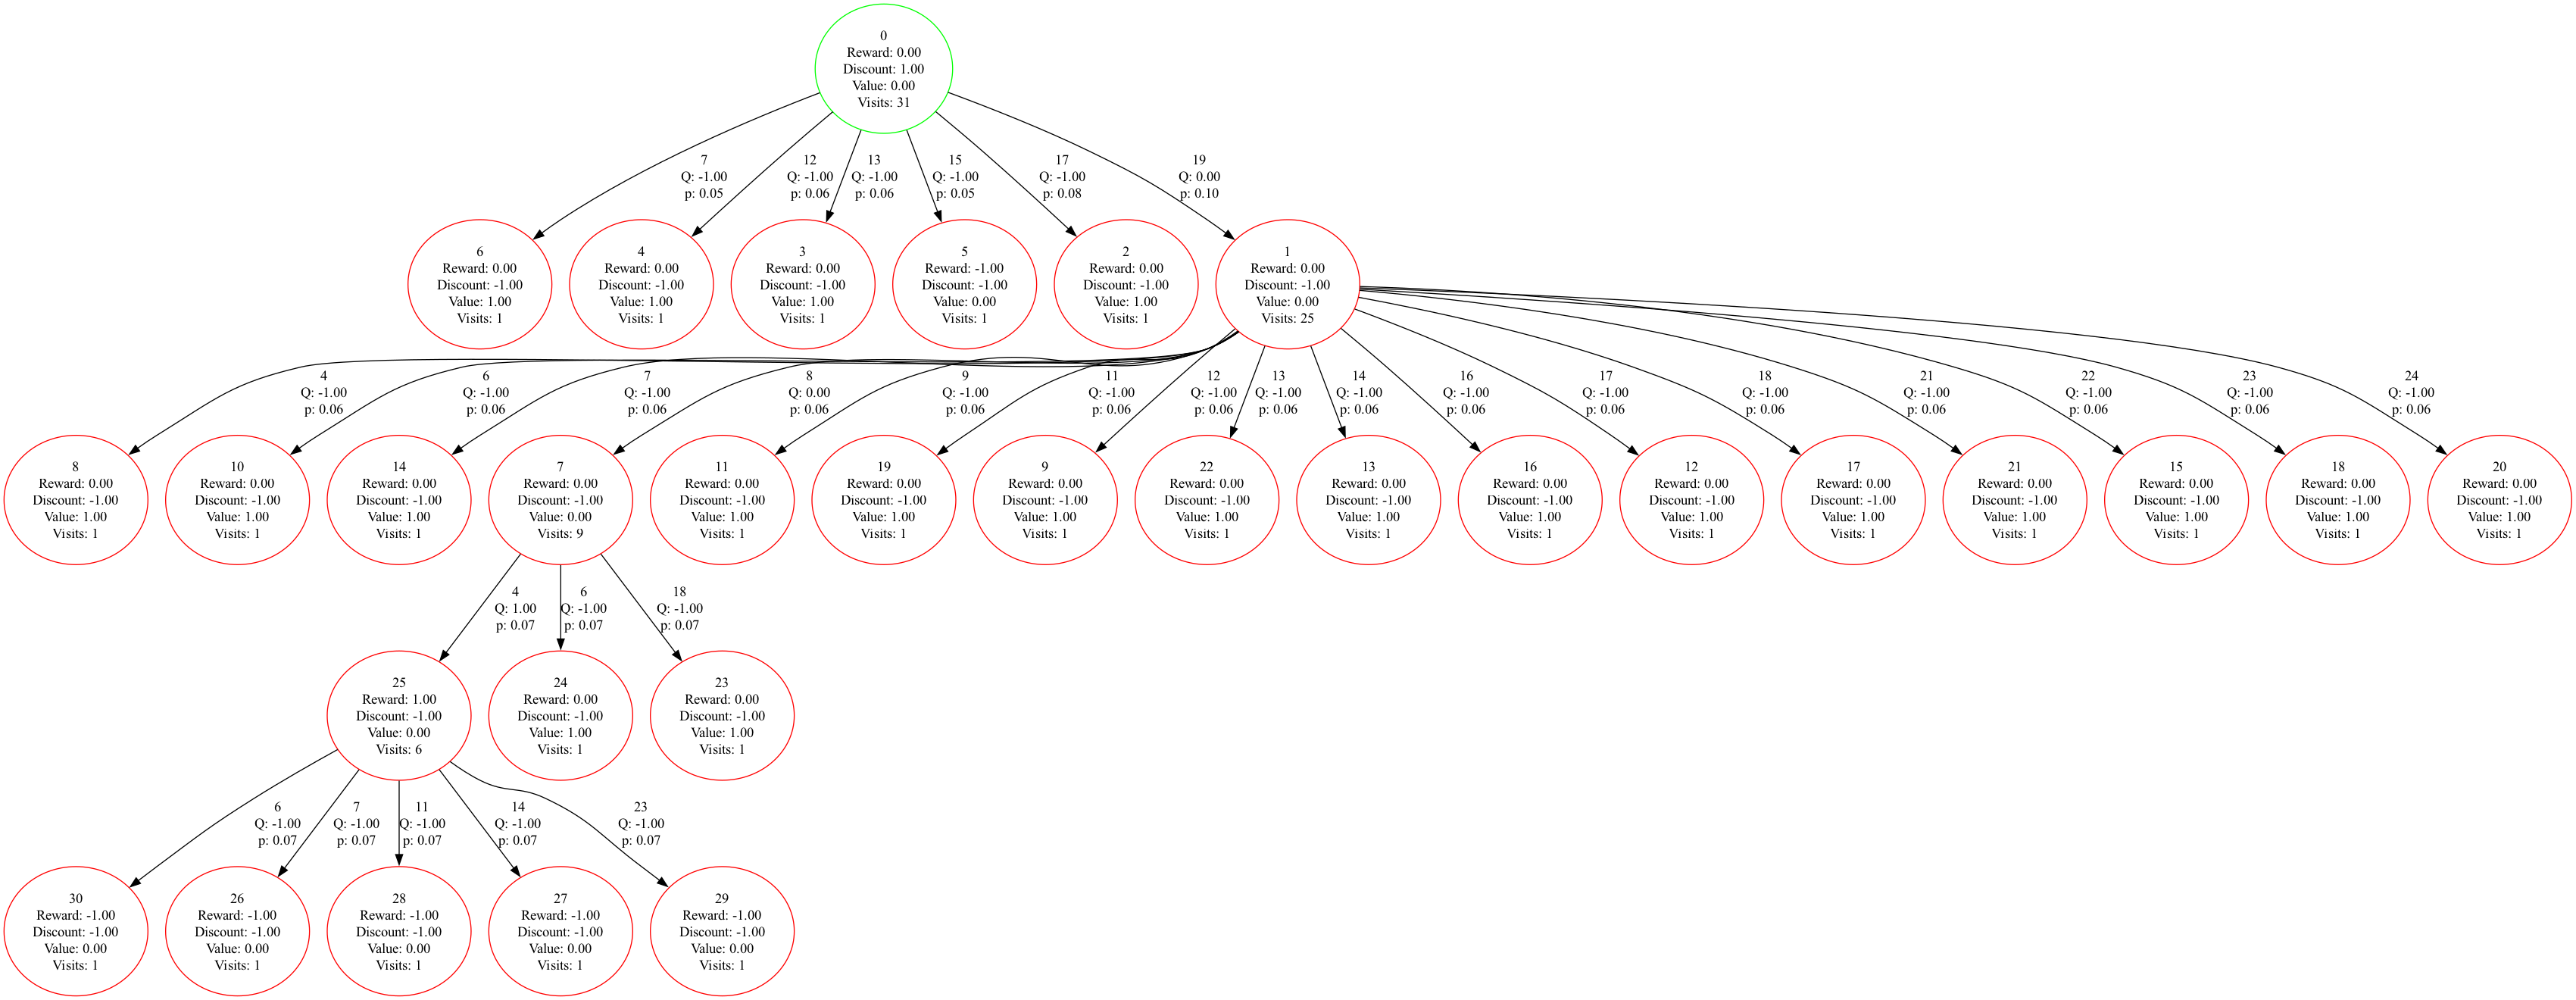 0
Reward: 0.00
Discount: 1.00
Value: 0.00
Visits: 31
7
Q: -1.00
p: 0.05
12
Q: -1.00
p: 0.06
13
Q: -1.00
p: 0.06
15
Q: -1.00
p: 0.05
17
Q: -1.00
p: 0.08
19
Q: 0.00
p: 0.10
6
Reward: 0.00
Discount: -1.00
Value: 1.00
Visits: 1
4
Reward: 0.00
Discount: -1.00
Value: 1.00
Visits: 1
3
Reward: 0.00
Discount: -1.00
Value: 1.00
Visits: 1
5
Reward: -1.00
Discount: -1.00
Value: 0.00
Visits: 1
2
Reward: 0.00
Discount: -1.00
Value: 1.00
Visits: 1
1
Reward: 0.00
Discount: -1.00
Value: 0.00
Visits: 25
4
Q: -1.00
p: 0.06
6
Q: -1.00
p: 0.06
7
Q: -1.00
p: 0.06
8
Q: 0.00
p: 0.06
9
Q: -1.00
p: 0.06
11
Q: -1.00
p: 0.06
12
Q: -1.00
p: 0.06
13
Q: -1.00
p: 0.06
14
Q: -1.00
p: 0.06
16
Q: -1.00
p: 0.06
17
Q: -1.00
p: 0.06
18
Q: -1.00
p: 0.06
21
Q: -1.00
p: 0.06
22
Q: -1.00
p: 0.06
23
Q: -1.00
p: 0.06
24
Q: -1.00
p: 0.06
8
Reward: 0.00
Discount: -1.00
Value: 1.00
Visits: 1
10
Reward: 0.00
Discount: -1.00
Value: 1.00
Visits: 1
14
Reward: 0.00
Discount: -1.00
Value: 1.00
Visits: 1
7
Reward: 0.00
Discount: -1.00
Value: 0.00
Visits: 9
11
Reward: 0.00
Discount: -1.00
Value: 1.00
Visits: 1
19
Reward: 0.00
Discount: -1.00
Value: 1.00
Visits: 1
9
Reward: 0.00
Discount: -1.00
Value: 1.00
Visits: 1
22
Reward: 0.00
Discount: -1.00
Value: 1.00
Visits: 1
13
Reward: 0.00
Discount: -1.00
Value: 1.00
Visits: 1
16
Reward: 0.00
Discount: -1.00
Value: 1.00
Visits: 1
12
Reward: 0.00
Discount: -1.00
Value: 1.00
Visits: 1
17
Reward: 0.00
Discount: -1.00
Value: 1.00
Visits: 1
21
Reward: 0.00
Discount: -1.00
Value: 1.00
Visits: 1
15
Reward: 0.00
Discount: -1.00
Value: 1.00
Visits: 1
18
Reward: 0.00
Discount: -1.00
Value: 1.00
Visits: 1
20
Reward: 0.00
Discount: -1.00
Value: 1.00
Visits: 1
4
Q: 1.00
p: 0.07
6
Q: -1.00
p: 0.07
18
Q: -1.00
p: 0.07
25
Reward: 1.00
Discount: -1.00
Value: 0.00
Visits: 6
24
Reward: 0.00
Discount: -1.00
Value: 1.00
Visits: 1
23
Reward: 0.00
Discount: -1.00
Value: 1.00
Visits: 1
6
Q: -1.00
p: 0.07
7
Q: -1.00
p: 0.07
11
Q: -1.00
p: 0.07
14
Q: -1.00
p: 0.07
23
Q: -1.00
p: 0.07
30
Reward: -1.00
Discount: -1.00
Value: 0.00
Visits: 1
26
Reward: -1.00
Discount: -1.00
Value: 0.00
Visits: 1
28
Reward: -1.00
Discount: -1.00
Value: 0.00
Visits: 1
27
Reward: -1.00
Discount: -1.00
Value: 0.00
Visits: 1
29
Reward: -1.00
Discount: -1.00
Value: 0.00
Visits: 1